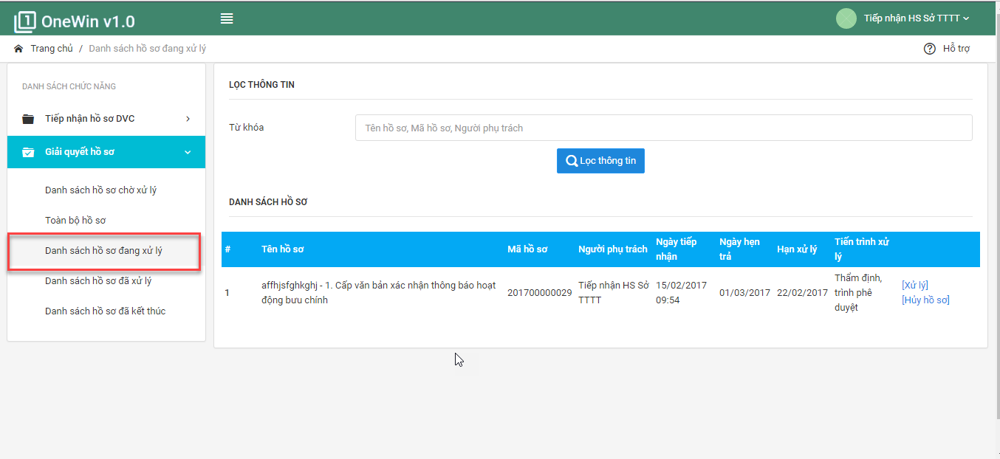 OneWin v1.0
Tiếp nhận HS Sở TTTT
Trang chủ / Danh sách hồ sơ đang xử lý
Hỗ trợ
DANH SÁCH CHỨC NĂNG
Tiếp nhận hồ sơ DVC
Giải quyết hồ sơ
Danh sách hồ sơ chờ xử lý
Toàn bộ hồ sơ
Danh sách hồ sơ đang xử lý
Danh sách hồ sơ đã xử lý
Danh sách hồ sơ đã kết thúc
LỌC THÔNG TIN
Từ khóa
Tên hồ sơ, Mã hồ sơ, Người phụ trách
Lọc thông tin
DANH SÁCH HỒ SƠ
#
Tên hồ sơ
Mã hồ sơ
Người phụ trách
Ngày tiếp
nhận
Ngày hẹn
trả
Hạn xử lý
Tiến trình xử
lý
1
affhjsfghkghj - 1. Cấp văn bản xác nhận thông báo hoạt
động bưu chính
201700000029
Tiếp nhận HS Sở
TTTT
15/02/2017
09:54
01/03/2017
22/02/2017
Thẩm định,
trình phê
duyệt
[Xử lý]
[Hủy hồ sơ]